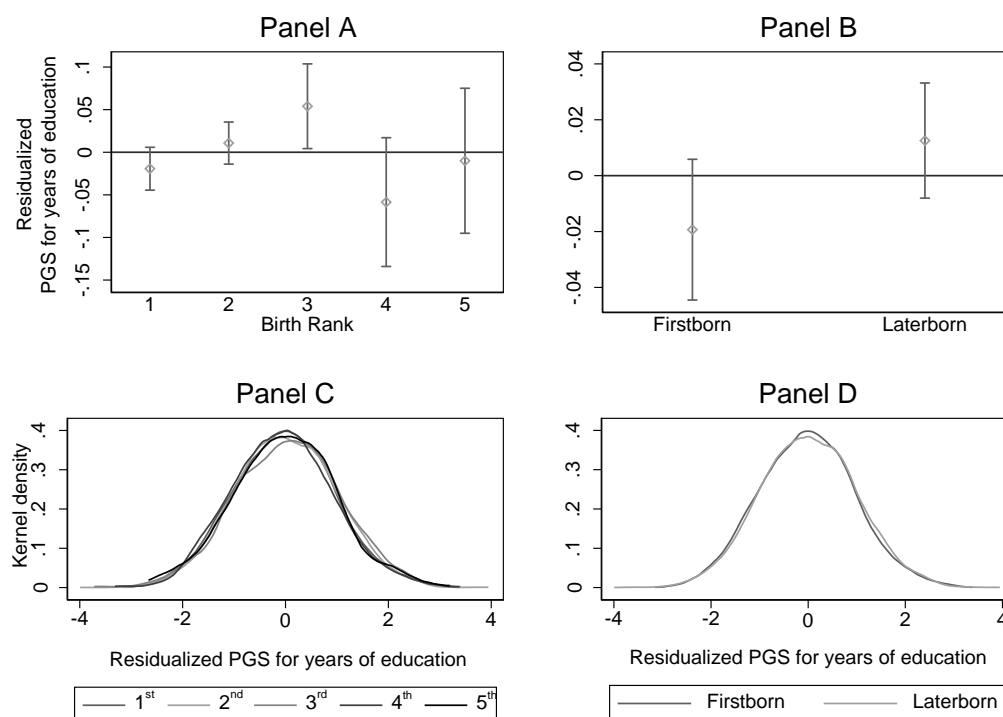 Panel A
Residualized
PGS for years of education
.1
.05
0
-.05
-.1
-.15
1 2 3 4 5
Birth Rank
Panel B
.04
.02
0
-.02
-.04
Firstborn Laterborn
Panel C
Kernel density
.4
.3
.2
.1
0
-4 -2 0 2 4
Residualized PGS for years of education
1st 2nd 3rd 4th 5th
Panel D
.4
.3
.2
.1
0
-4 -2 0 2 4
Residualized PGS for years of education
Firstborn Laterborn